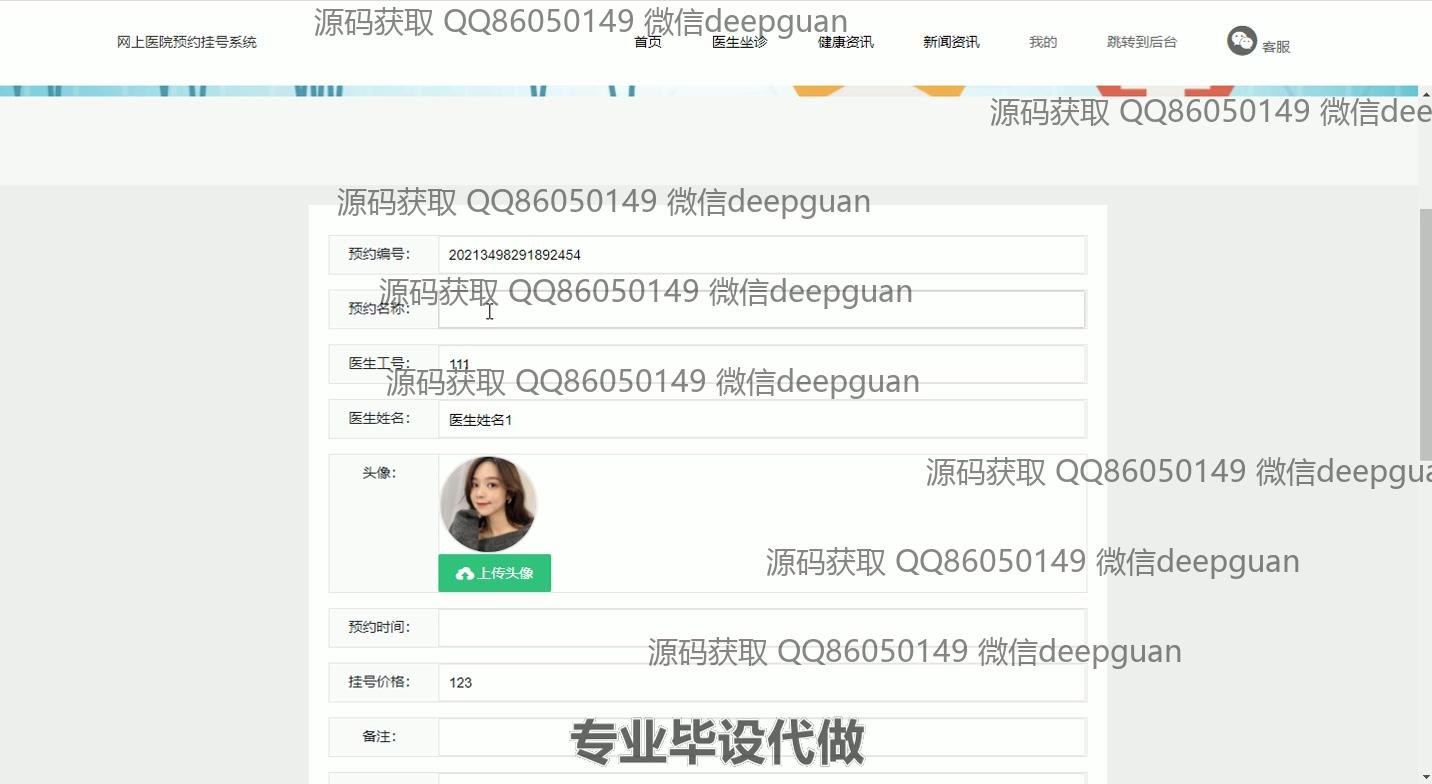 源码获取 QQ86050149 微信deepguan
网上医院预约挂号系统
首页
医生坐诊
健康资讯
新闻资讯
我的
跳转到后台
客服
源码获取 QQ86050149 微信dee
源码获取 QQ86050149 微信deepguan
预约编号:
20213498291892454
源码获取 QQ86050149 微信deepguan
预约名称:
医生工号:
111
源码获取 QQ86050149 微信deepguan
医生姓名:
医生姓名1
头像:
源码获取 QQ86050149 微信deepgua
源码获取 QQ86050149 微信deepguan
上传头像
预约时间:
源码获取 QQ86050149 微信deepguan
挂号价格:
123
备注:
专业毕设代做